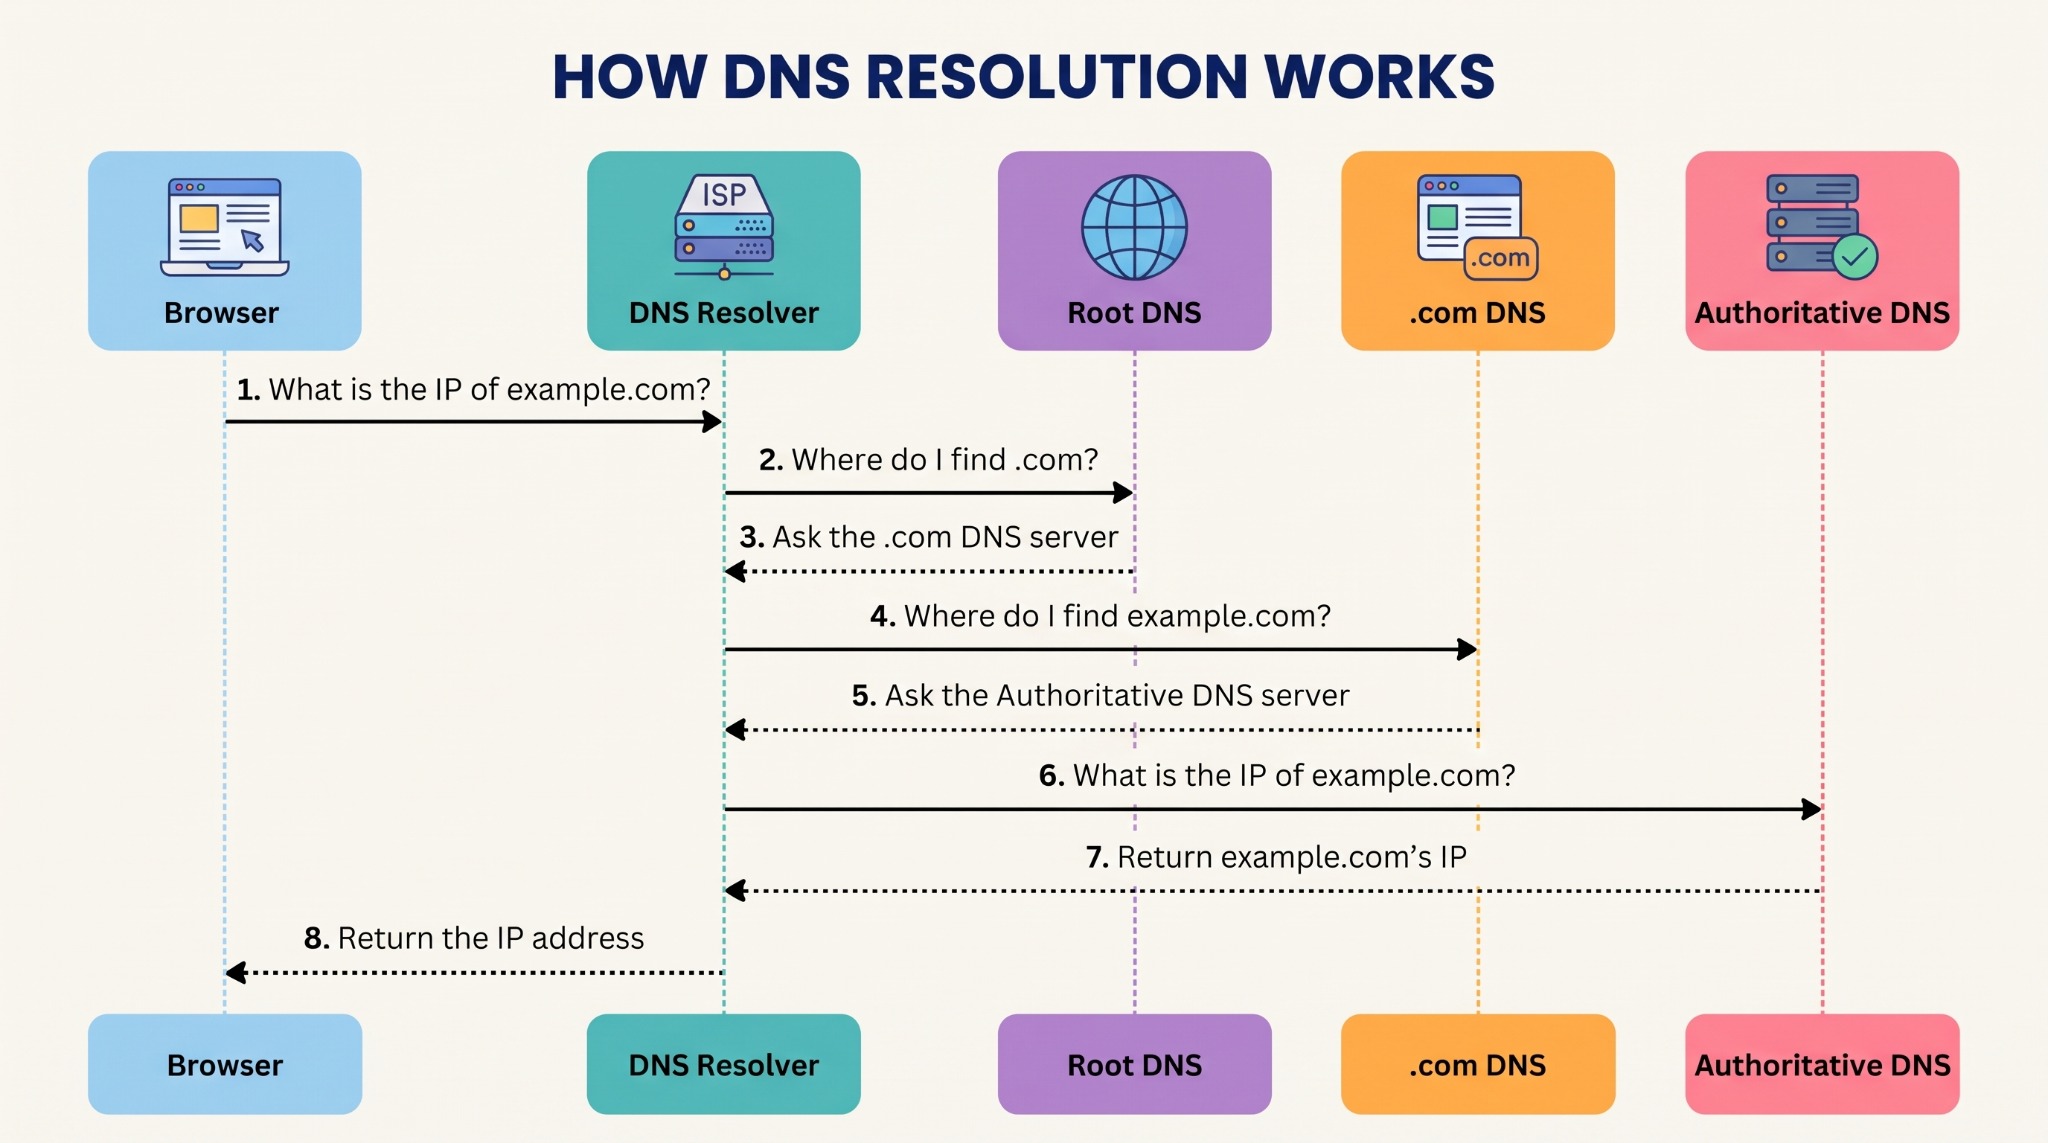 HOW DNS RESOLUTION WORKS
ISP
.com
Browser
DNS Resolver
Root DNS
.com DNS
Authoritative DNS
1. What is the IP of example.com?
2. Where do I find .com?
3. Ask the .com DNS server
4. Where do I find example.com?
5. Ask the Authoritative DNS server
6. What is the IP of example.com?
7. Return example.com’s IP
8. Return the IP address
Browser
DNS Resolver
Root DNS
.com DNS
Authoritative DNS